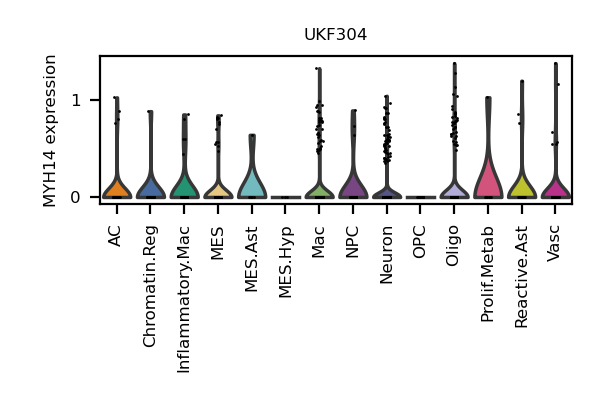 UKF304
MYH14 expression
1
0
AC
Chromatin.Reg
Inflammatory.Mac
MES
MES.Ast
MES.Hyp
Mac
NPC
Neuron
OPC
Oligo
Prolif.Metab
Reactive.Ast
Vasc